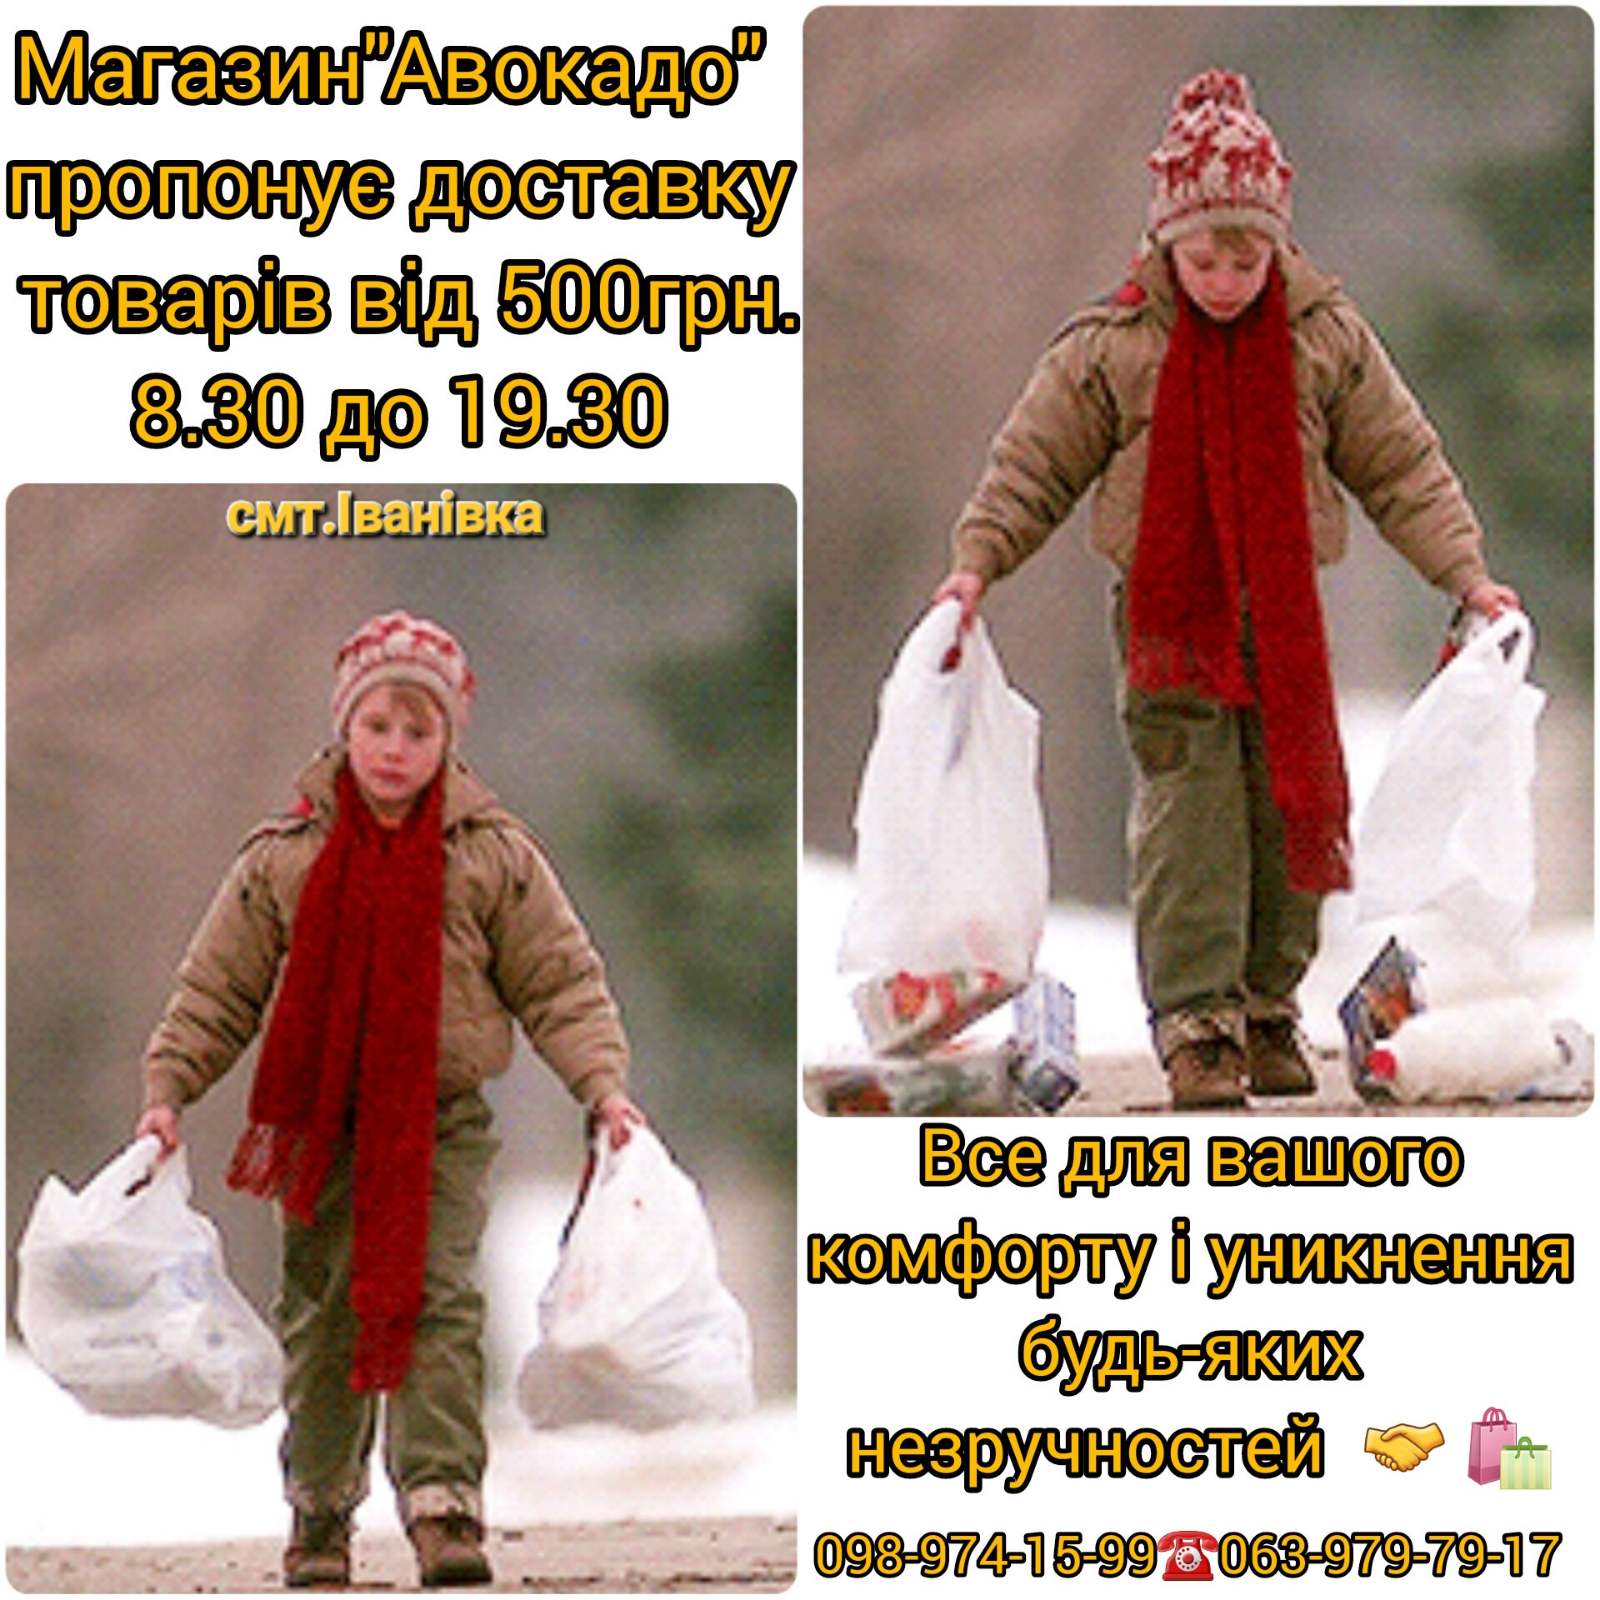 Магазин"Авокадо"
пропонує доставку
товарів від 500грн.
8.30 до 19.30
смт.Іванівка
Все для вашого
комфорту і уникнення
будь-яких
незручностей 🤝 🛍️
098-974-15-99☎️063-979-79-17